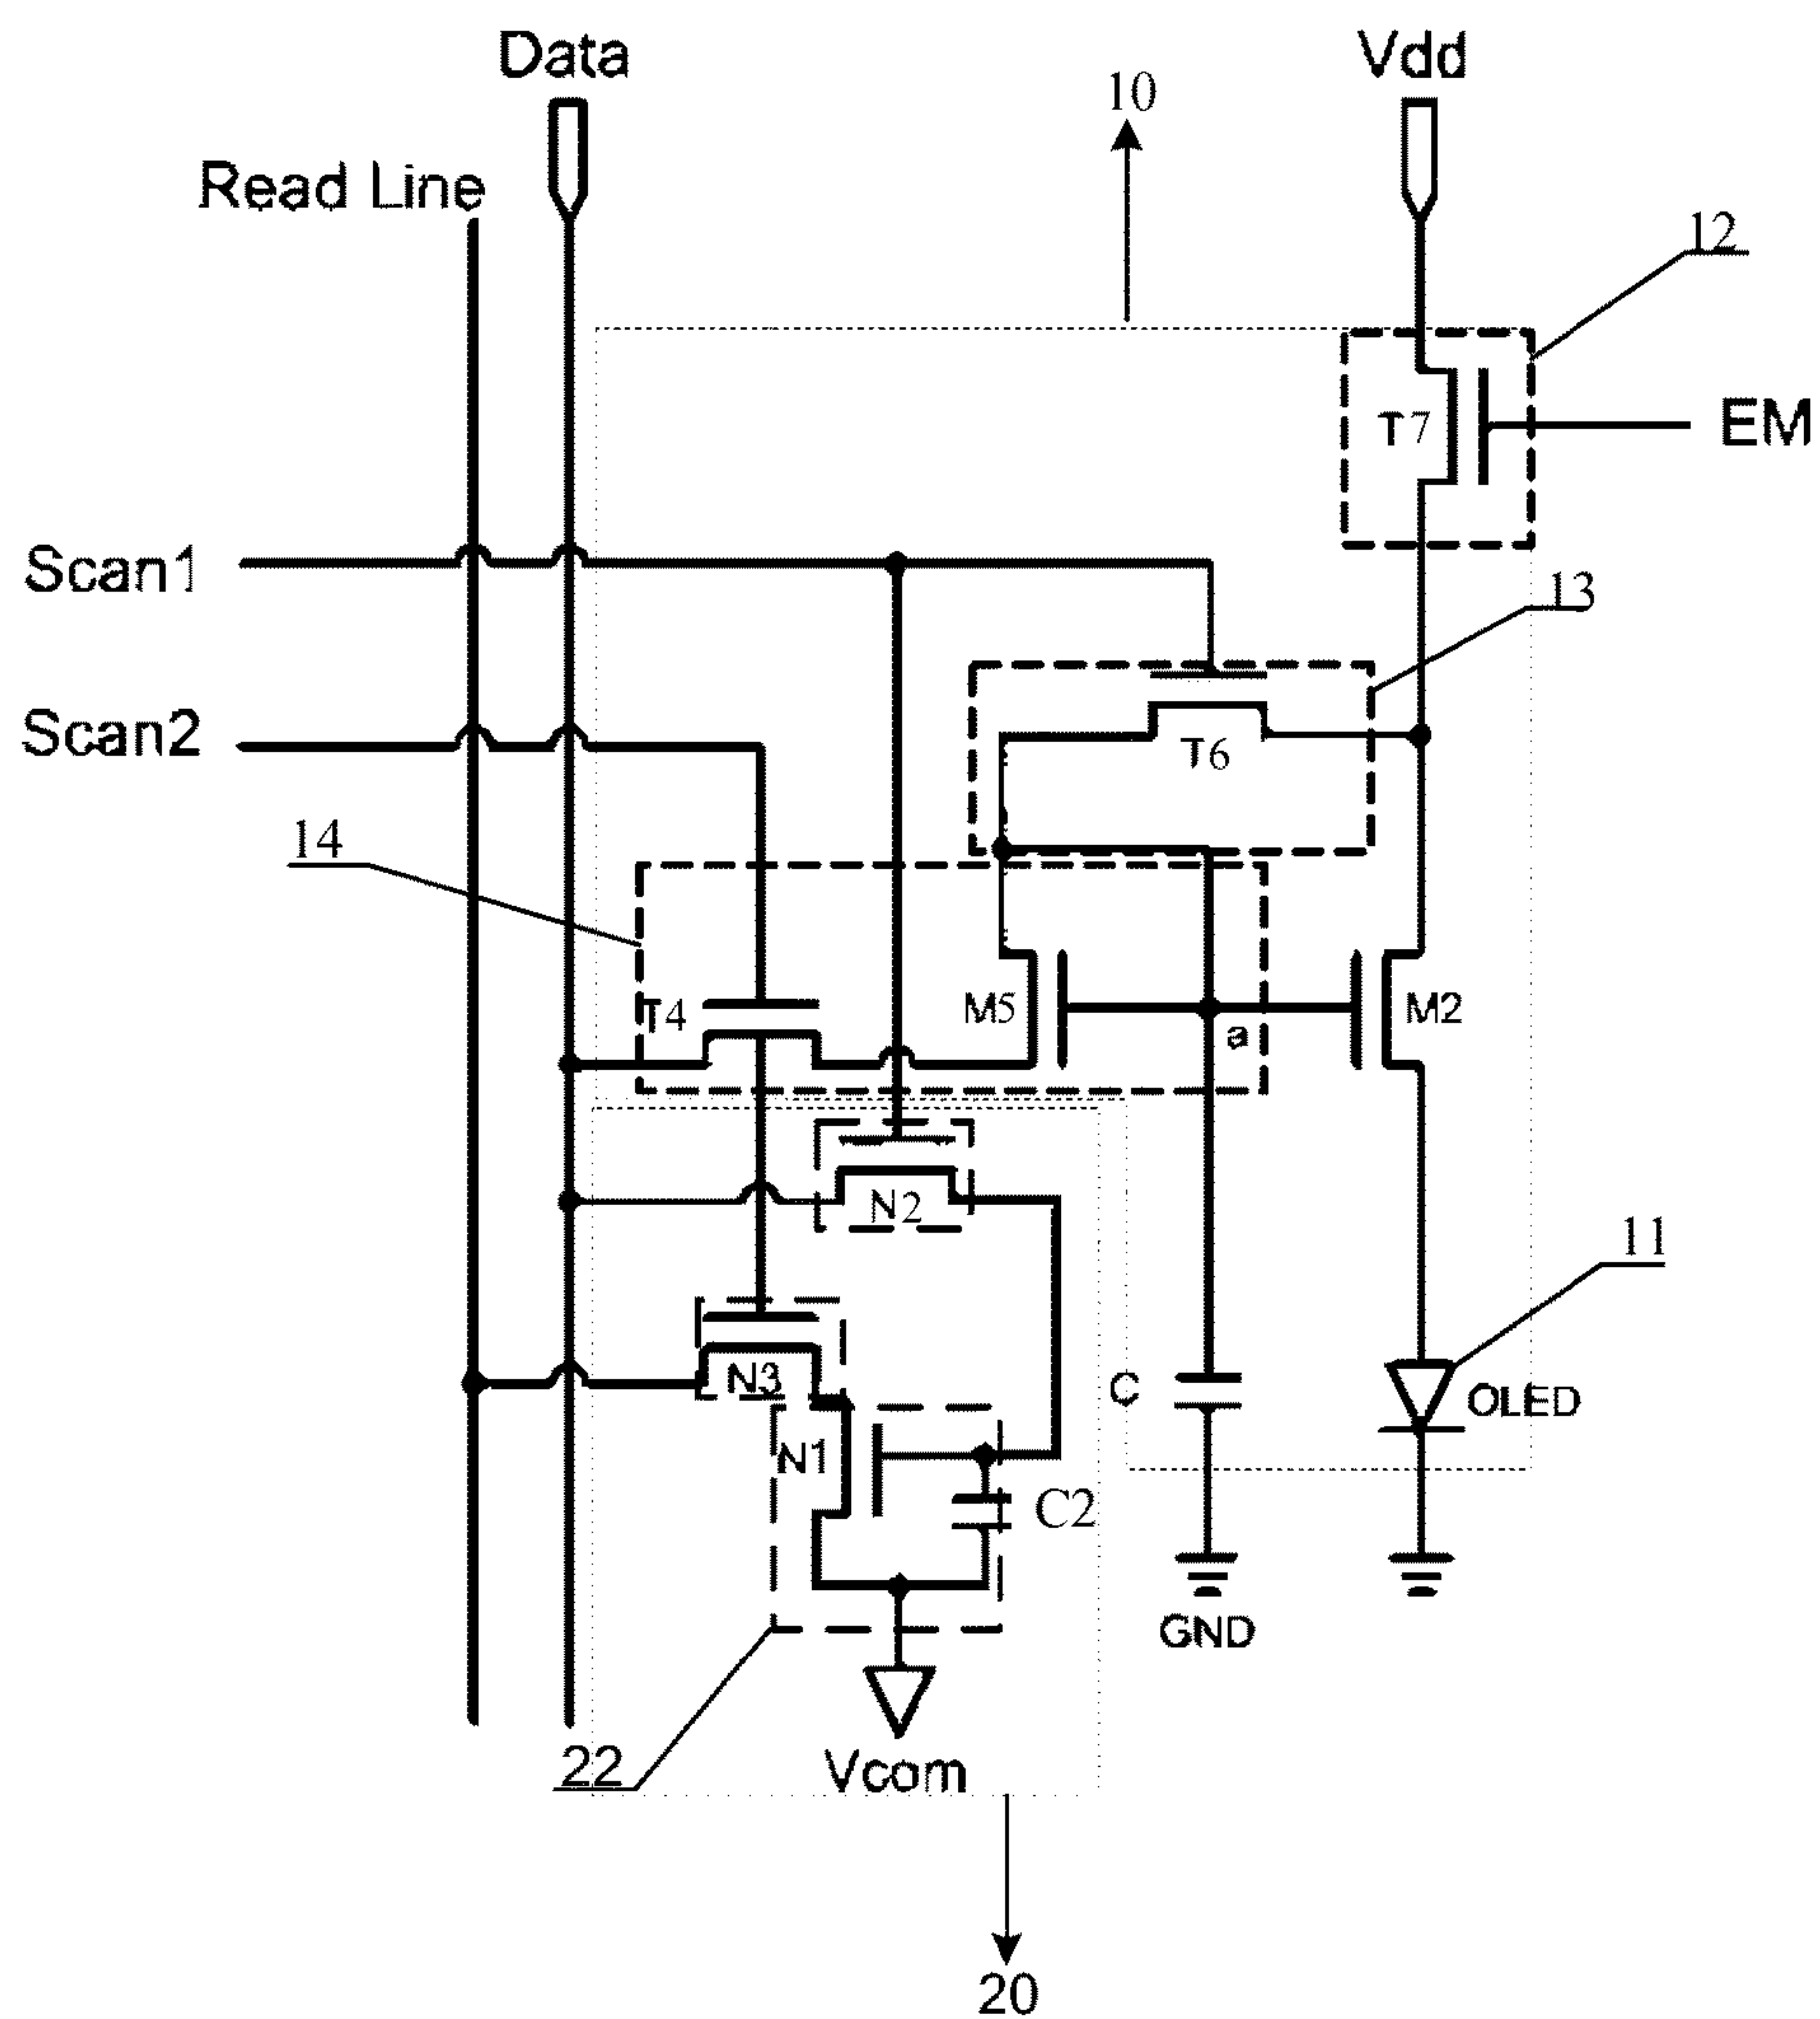 Data
Vdd
10
Read Line
12
T7
EM
Scan1
13
Scan2
T6
14
T4
M5
a
M2
N2
11
N3
C
OLED
N1
C2
GND
22
Vcom
20